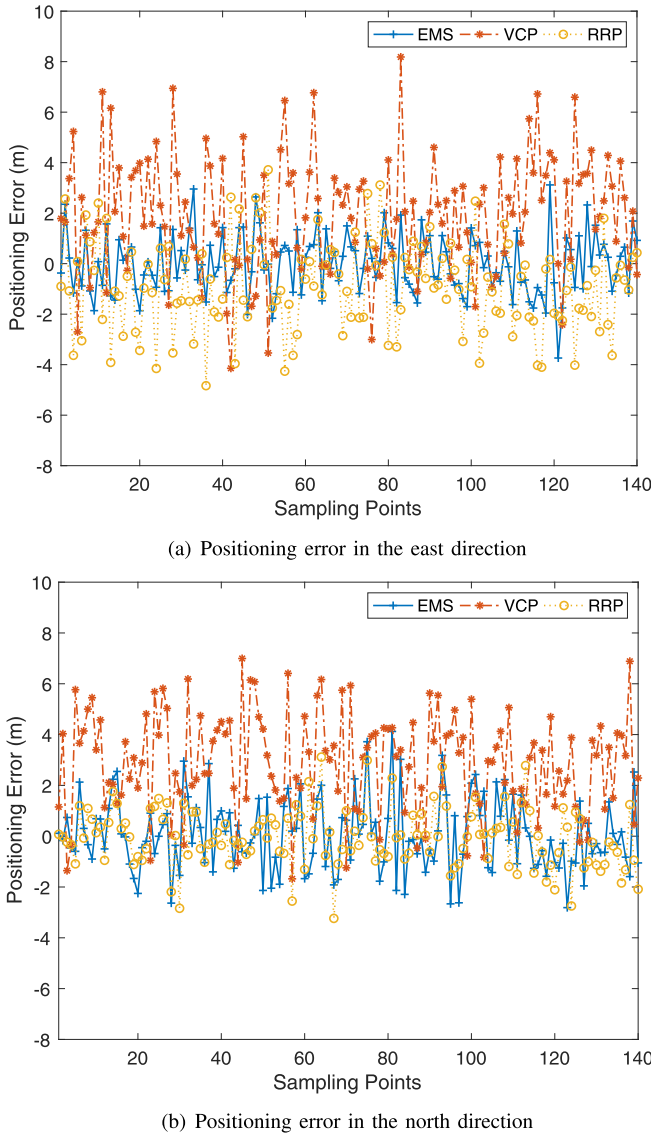 10
8
6
4
2
0
-2
-4
-6
-8
Positioning Error (m)
EMS VCP RRP
20 40 60 80 100 120 140
Sampling Points
(a) Positioning error in the east direction
10
8
6
4
2
0
-2
-4
-6
-8
Positioning Error (m)
EMS VCP RRP
20 40 60 80 100 120 140
Sampling Points
(b) Positioning error in the north direction